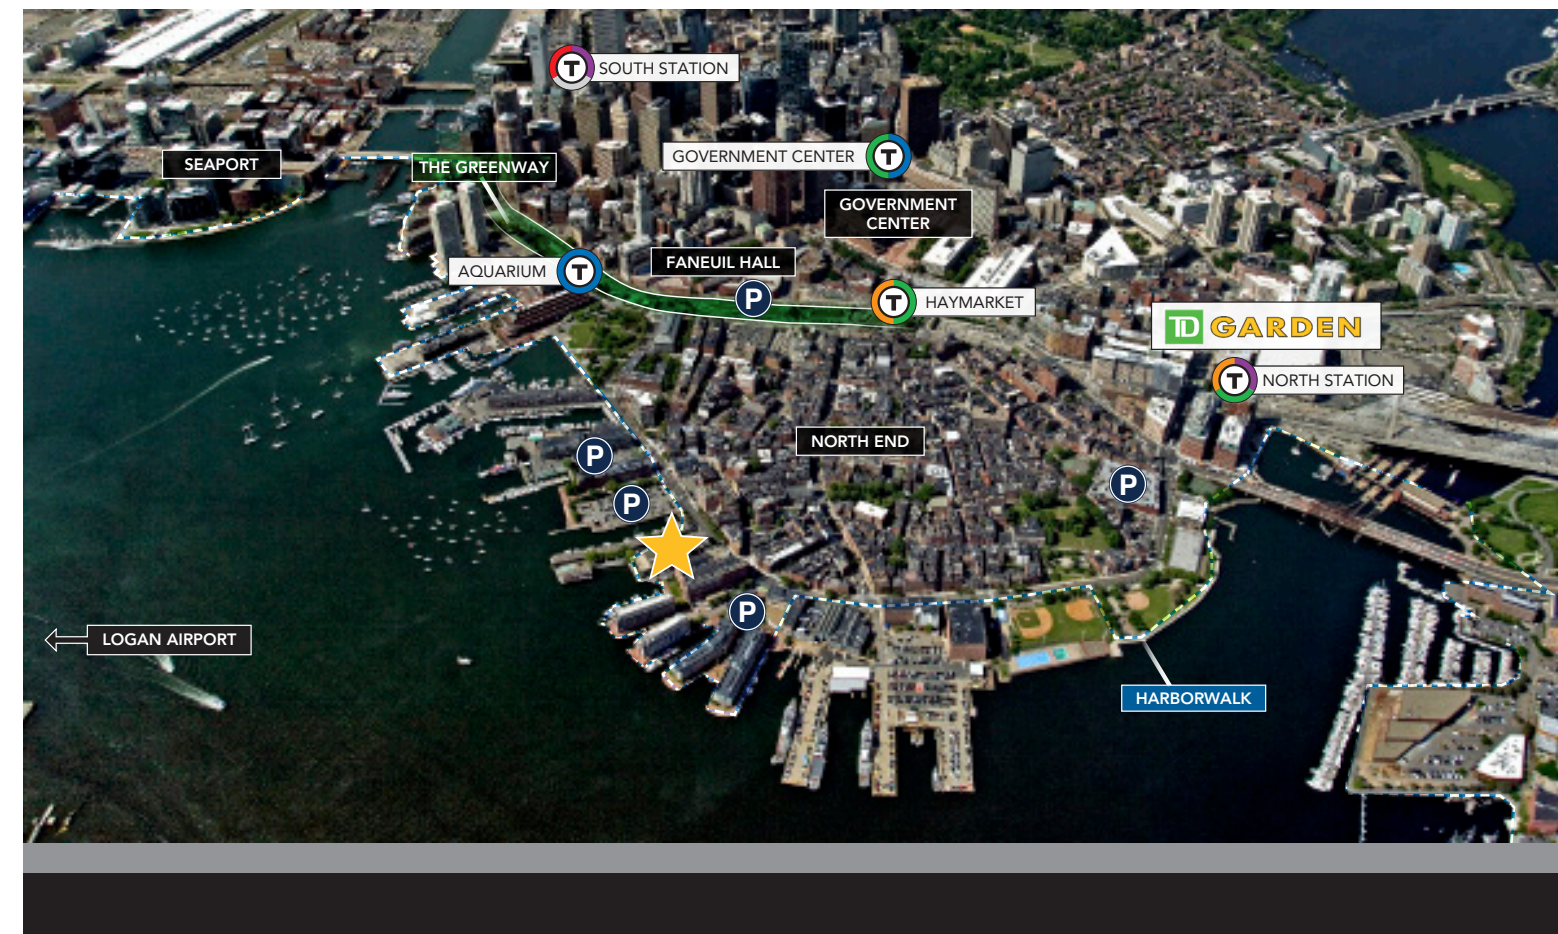 T SOUTH STATION
GOVERNMENT CENTER T
SEAPORT
THE GREENWAY
GOVERNMENT
CENTER
AQUARIUM T
FANEUIL HALL
P
T HAYMARKET
TD GARDEN
T NORTH STATION
NORTH END
P
P
P
P
LOGAN AIRPORT
HARBORWALK